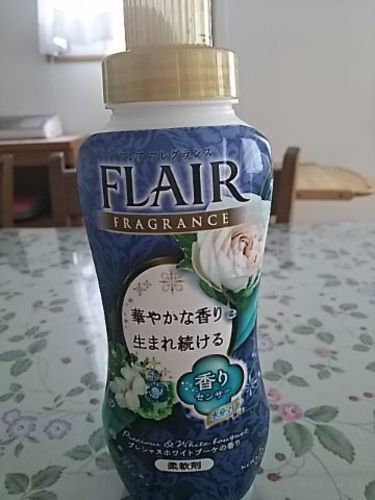 フレア フレグランス
FLAIR
FRAGRANCE
華やかな香り
生まれ続ける
香り
センサー
水分
Precious & White bouquet
プレシャスホワイトブーケの香り
柔軟剤